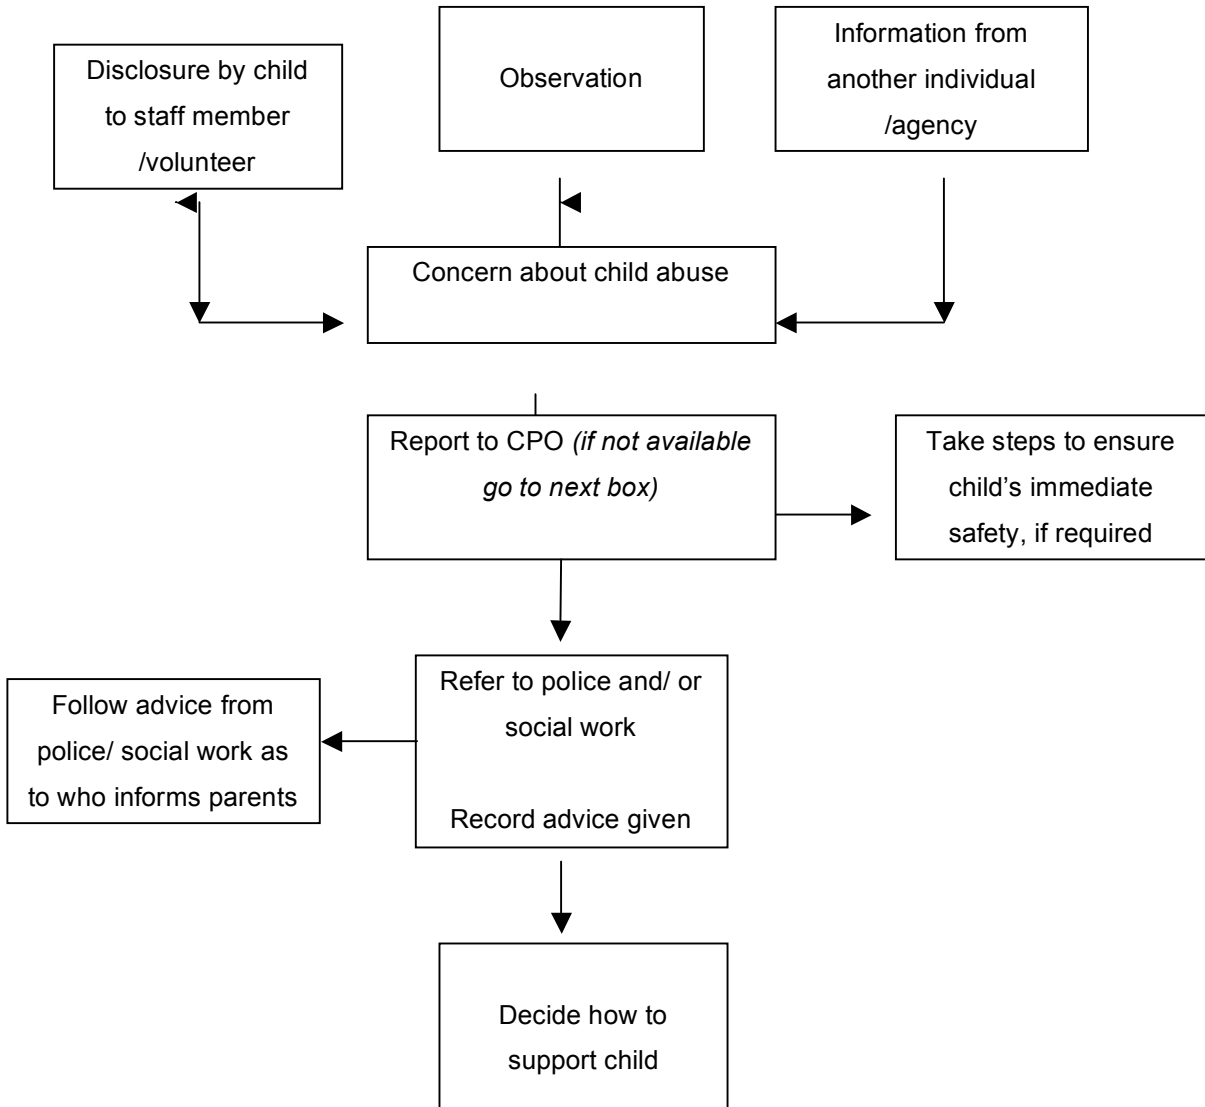 Disclosure by child
to staff member
/volunteer
Observation
Information from
another individual
/agency
Concern about child abuse
Report to CPO (if not available
go to next box)
Take steps to ensure
child’s immediate
safety, if required
Refer to police and/ or
social work
Record advice given
Follow advice from
police/ social work as
to who informs parents
Decide how to
support child